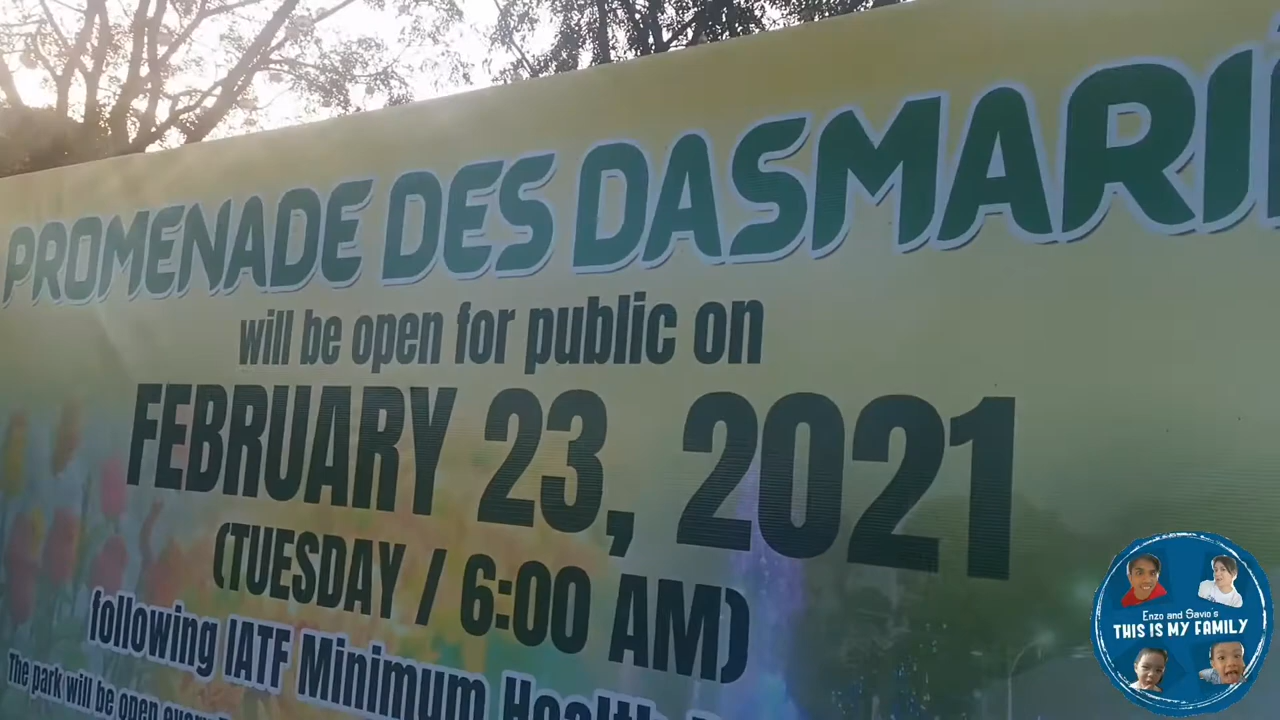 PROMENADE DES DASMARI
will be open for public on
FEBRUARY 23, 2021
(TUESDAY / 6:00 AM)
following IATF Minimum Health
The park will be open
Enzo and Savio's
THIS IS MY FAMILY